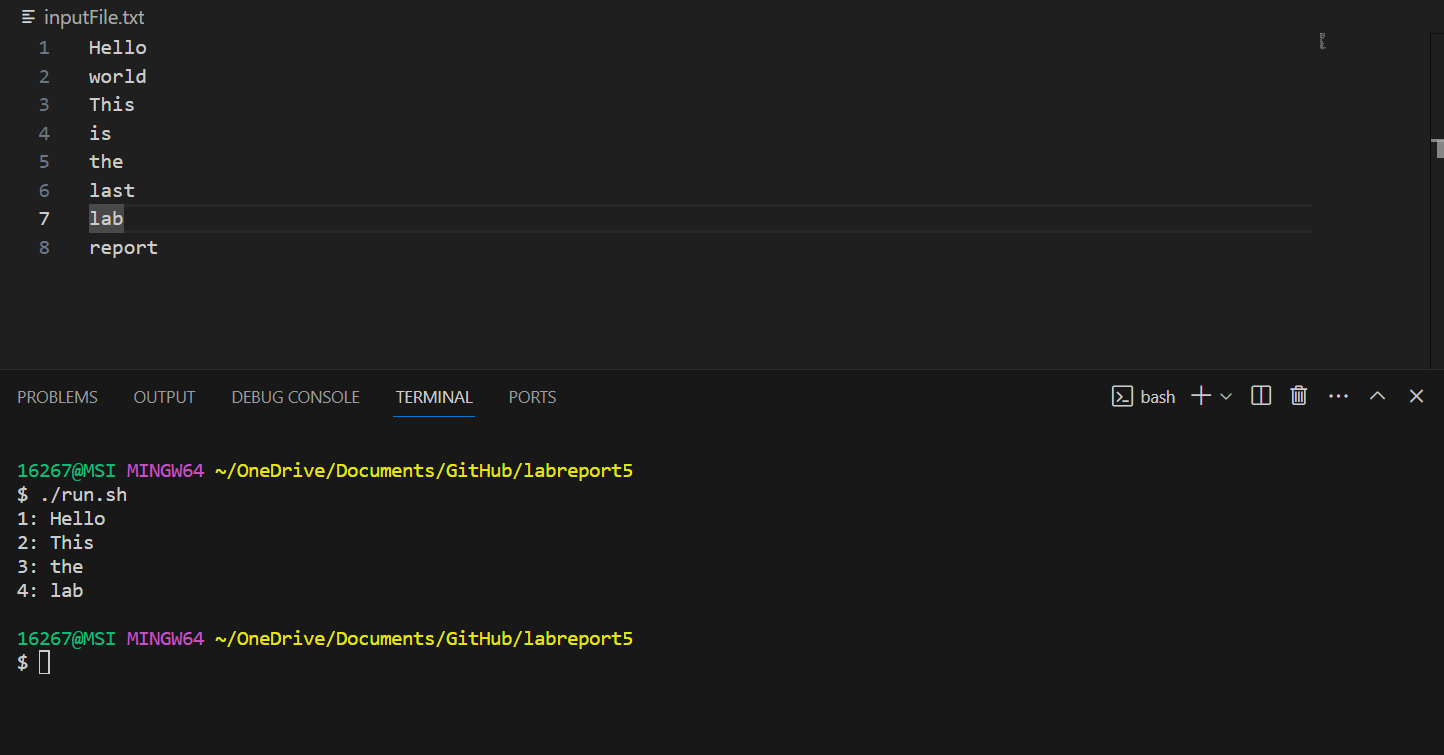 inputFile.txt
1 Hello
2 world
3 This
4 is
5 the
6 last
7 lab
8 report
PROBLEMS OUTPUT DEBUG CONSOLE TERMINAL PORTS bash
16267@MSI MINGW64 ~/OneDrive/Documents/GitHub/labreport5
$ ./run.sh
1: Hello
2: This
3: the
4: lab
16267@MSI MINGW64 ~/OneDrive/Documents/GitHub/labreport5
$